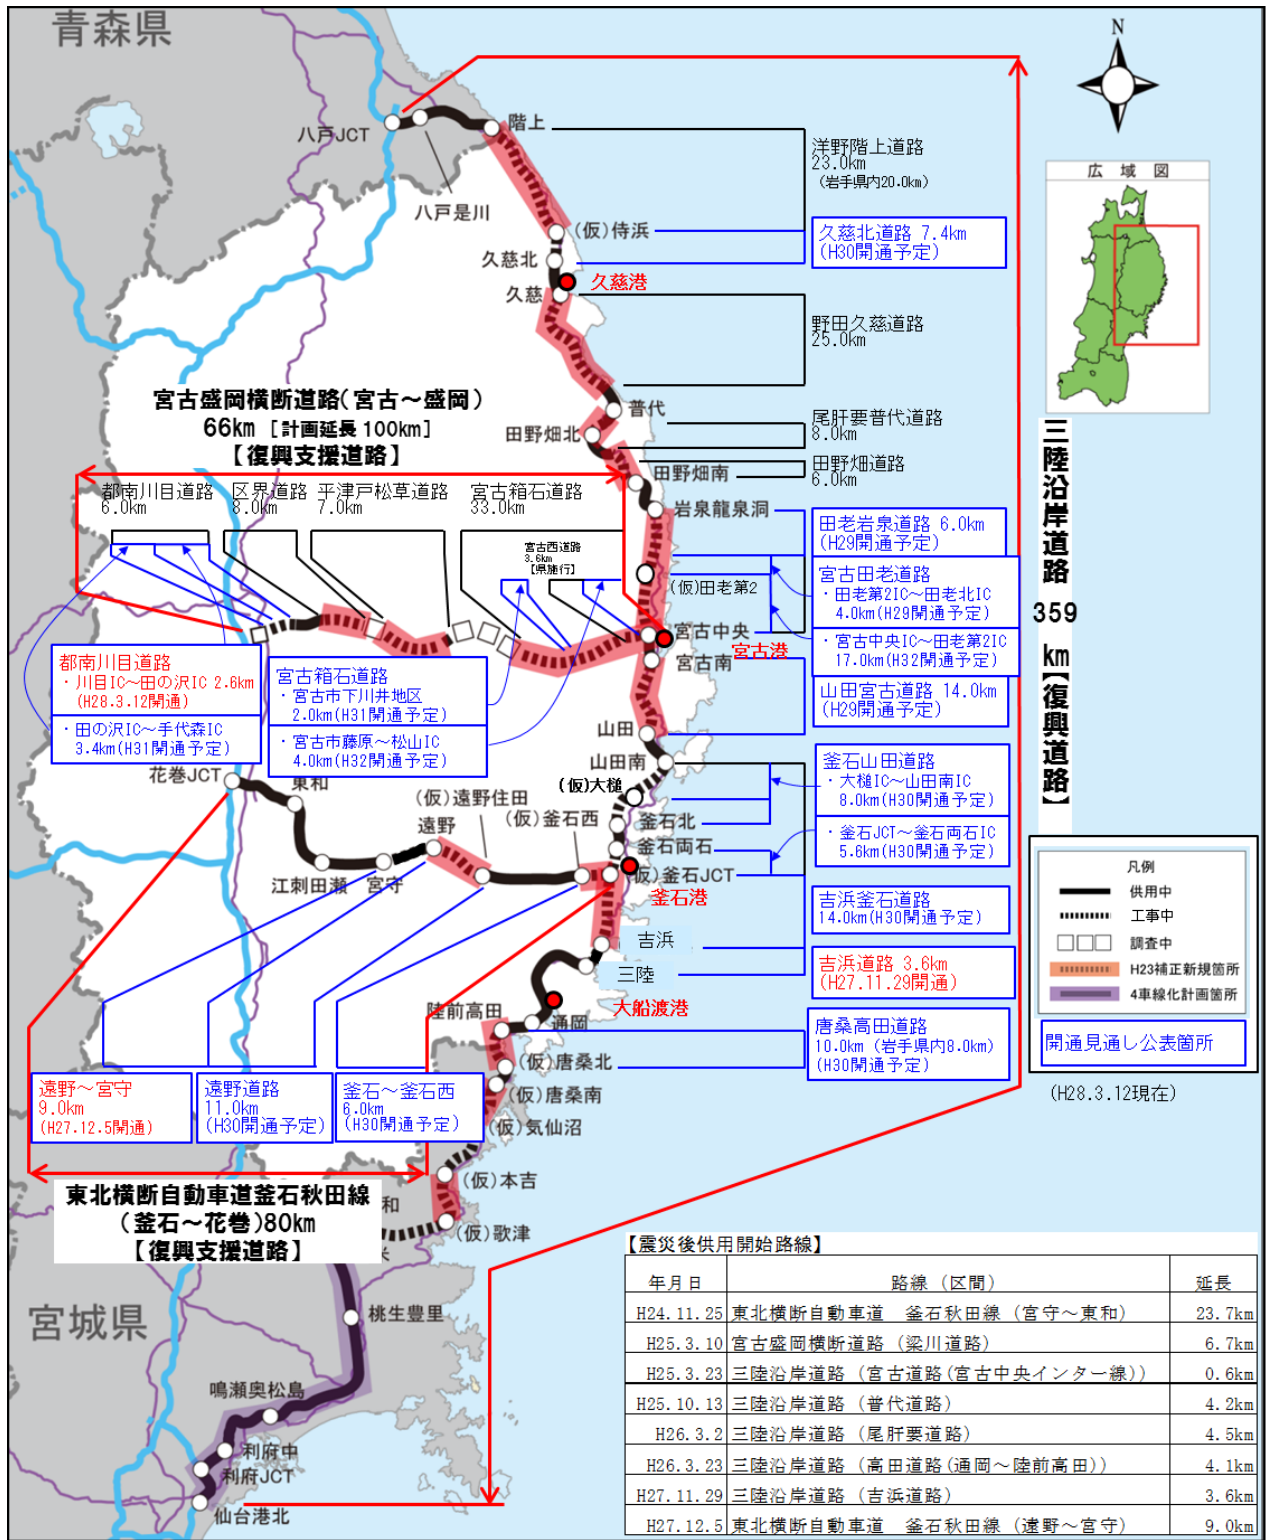 青森県
N
八戸JCT
階上
八戸是川
洋野階上道路
23.0km
(岩手県内20.0km)
広域図
(仮)侍浜
久慈北
久慈港
久慈
久慈北道路 7.4km
(H30開通予定)
野田久慈道路
25.0km
宮古盛岡横断道路(宮古～盛岡)
66km [計画延長 100km]
【復興支援道路】
普代
田野畑北
尾肝要普代道路
8.0km
田野畑南
田野畑道路
6.0km
三陸沿岸道路 359 km【復興道路】
都南川目道路
6.0km
区界道路
8.0km
平津戸松草道路
7.0km
宮古箱石道路
33.0km
宮古西道路
3.6km
【県施行】
岩泉龍泉洞
(仮)田老第2
田老岩泉道路 6.0km
(H29開通予定)
宮古田老道路
・田老第2IC～田老北IC
4.0km(H29開通予定)
・宮古中央IC～田老第2IC
17.0km(H32開通予定)
宮古中央
宮古港
宮古南
都南川目道路
・川目IC～田の沢IC 2.6km
(H28.3.12開通)
・田の沢IC～手代森IC
3.4km(H31開通予定)
宮古箱石道路
・宮古市下川井地区
2.0km(H31開通予定)
・宮古市藤原～松山IC
4.0km(H32開通予定)
山田宮古道路 14.0km
(H29開通予定)
山田
山田南
花巻JCT
東和
(仮)大槌
(仮)遠野住田
(仮)釜石西
遠野
釜石北
釜石両石
江刺田瀬
宮守
(仮)釜石JCT
釜石港
釜石山田道路
・大槌IC～山田南IC
8.0km(H30開通予定)
・釜石JCT～釜石両石IC
5.6km(H30開通予定)
凡例
供用中
工事中
調査中
H23補正新規箇所
4車線化計画箇所
開通見通し公表箇所
(H28.3.12現在)
吉浜釜石道路
14.0km(H30開通予定)
吉浜
三陸
吉浜道路 3.6km
(H27.11.29開通)
大船渡港
陸前高田
通岡
唐桑高田道路
10.0km (岩手県内8.0km)
(H30開通予定)
(仮)唐桑北
(仮)唐桑南
(仮)気仙沼
遠野～宮守
9.0km
(H27.12.5開通)
遠野道路
11.0km
(H30開通予定)
釜石～釜石西
6.0km
(H30開通予定)
(仮)本吉
(仮)歌津
東北横断自動車道釜石秋田線
(釜石～花巻)80km
【復興支援道路】
和
宮城県
桃生豊里
鳴瀬奥松島
利府中
利府JCT
仙台港北
【震災後供用開始路線】
年月日 路線（区間） 延長
H24.11.25 東北横断自動車道 釜石秋田線（宮守～東和） 23.7km
H25.3.10 宮古盛岡横断道路（梁川道路） 6.7km
H25.3.23 三陸沿岸道路（宮古道路(宮古中央インター線)） 0.6km
H25.10.13 三陸沿岸道路（普代道路） 4.2km
H26.3.2 三陸沿岸道路（尾肝要道路） 4.5km
H26.3.23 三陸沿岸道路（高田道路(通岡～陸前高田)） 4.1km
H27.11.29 三陸沿岸道路（吉浜道路） 3.6km
H27.12.5 東北横断自動車道 釜石秋田線（遠野～宮守） 9.0km